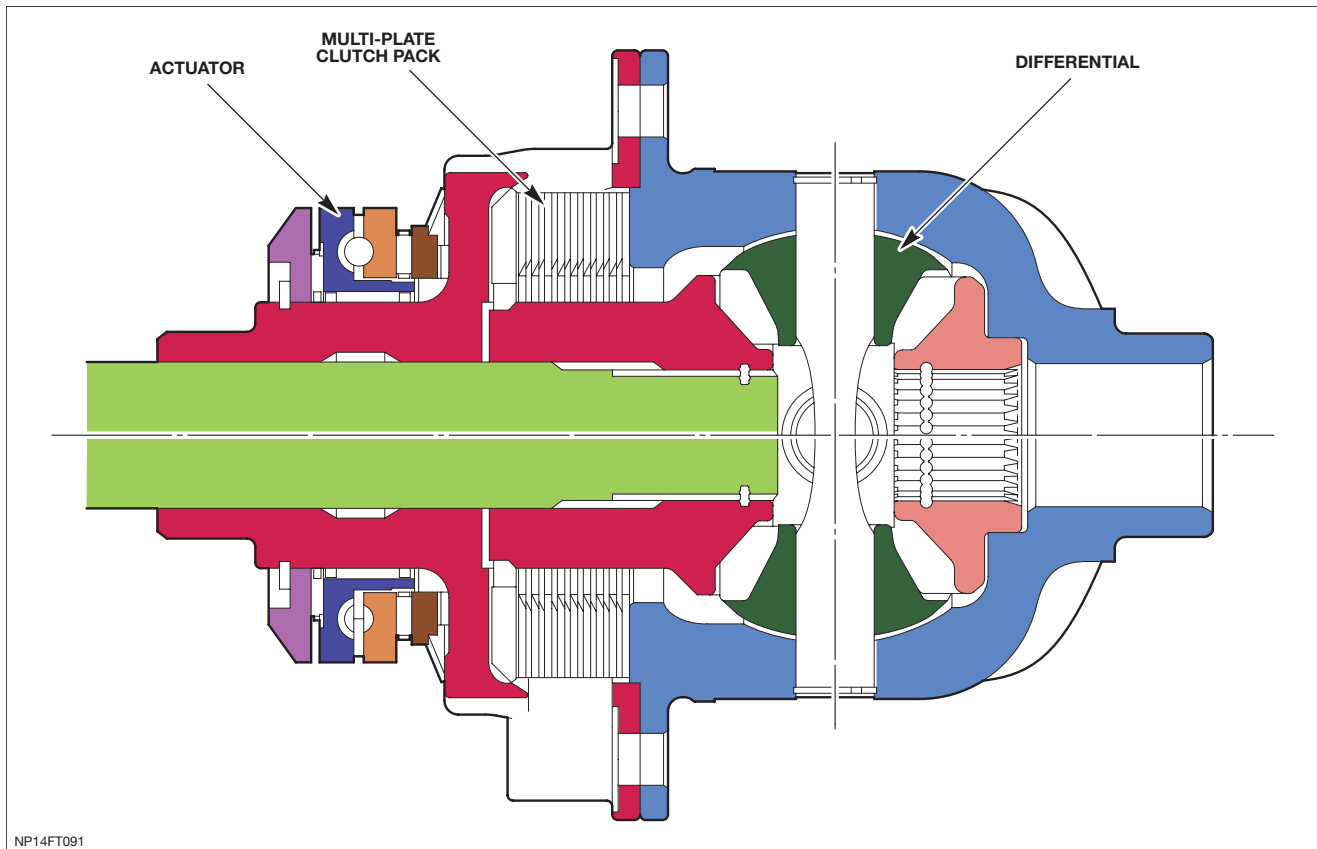 MULTI-PLATE
CLUTCH PACK
ACTUATOR
DIFFERENTIAL
NP14FT091